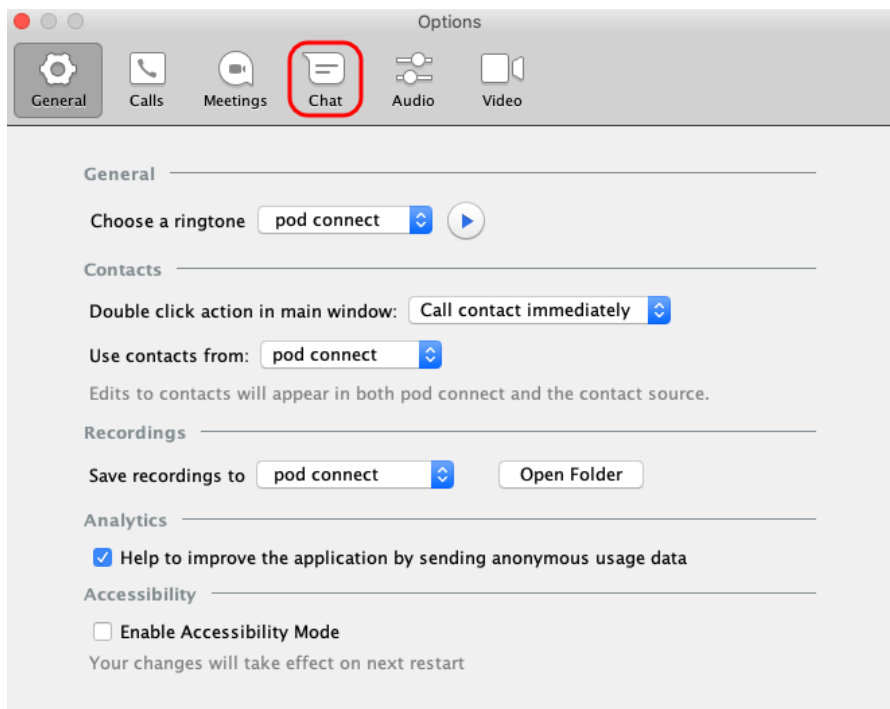 Options
General Calls Meetings Chat Audio Video
General
Choose a ringtone pod connect
Contacts
Double click action in main window: Call contact immediately
Use contacts from: pod connect
Edits to contacts will appear in both pod connect and the contact source.
Recordings
Save recordings to pod connect Open Folder
Analytics
Help to improve the application by sending anonymous usage data
Accessibility
Enable Accessibility Mode
Your changes will take effect on next restart